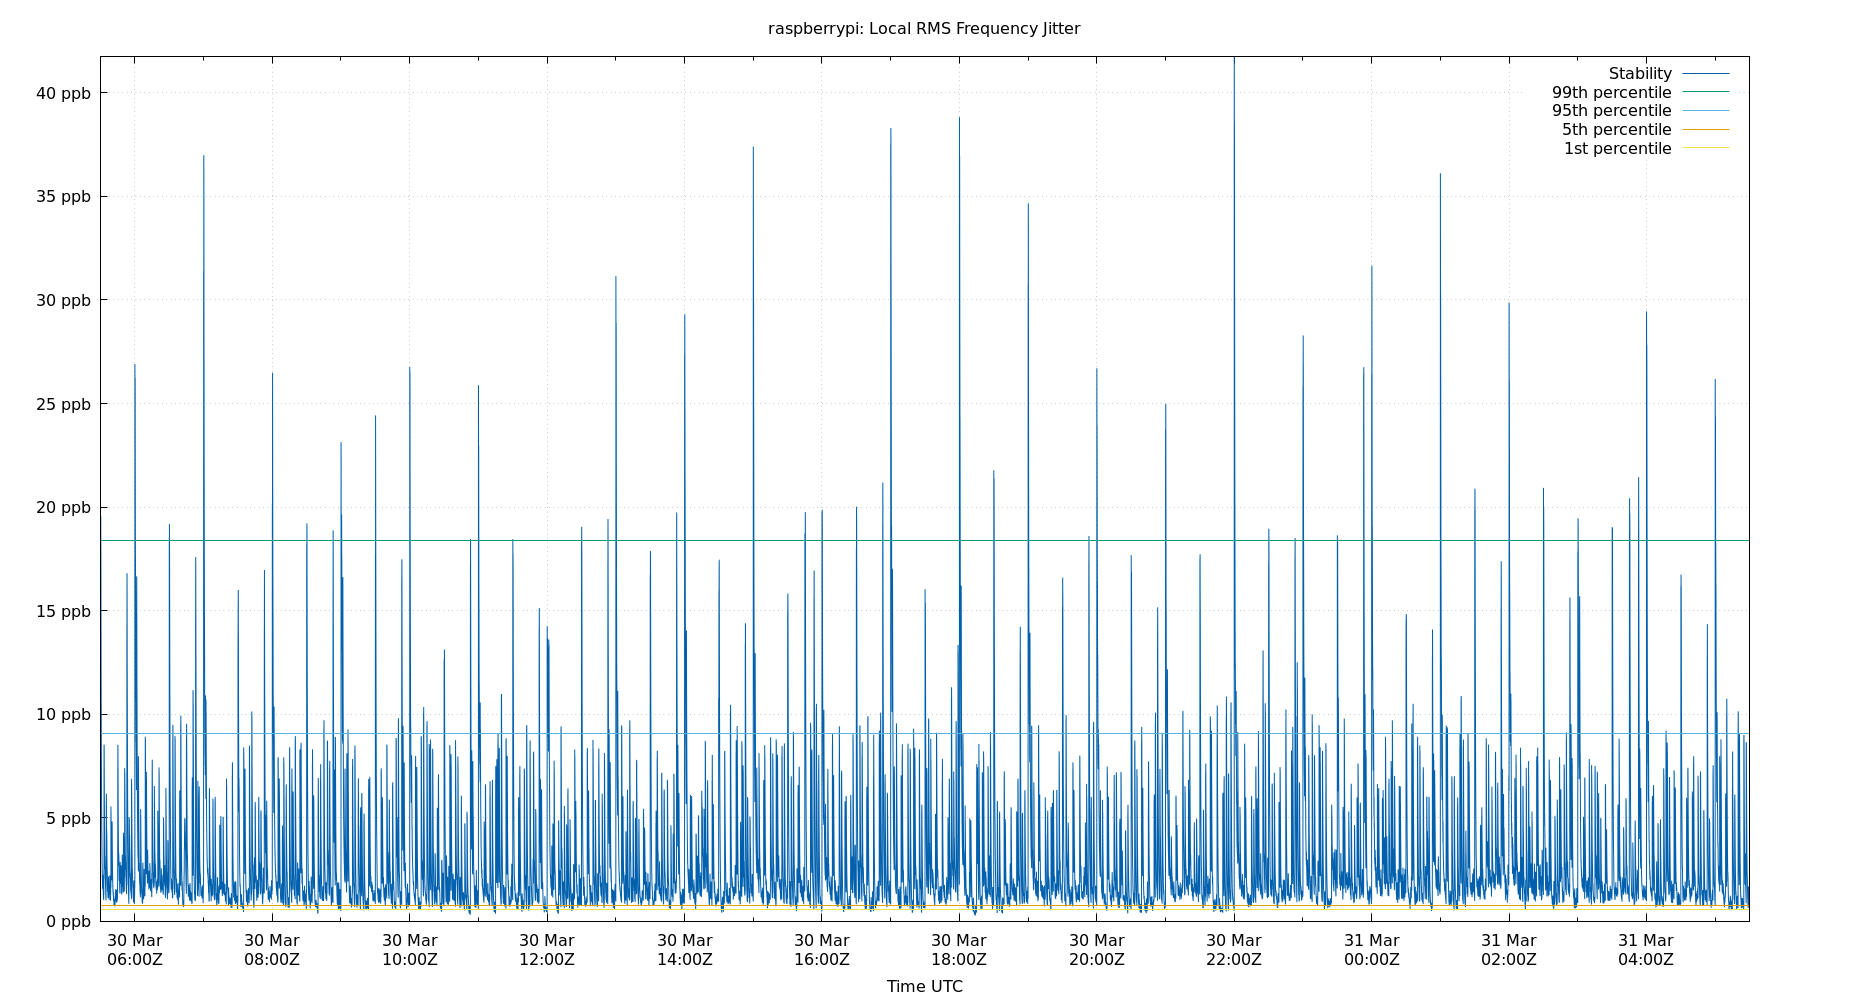 raspberrypi: Local RMS Frequency Jitter
Stability
99th percentile
95th percentile
5th percentile
1st percentile
40 ppb
35 ppb
30 ppb
25 ppb
20 ppb
15 ppb
10 ppb
5 ppb
0 ppb
30 Mar 30 Mar 30 Mar 30 Mar 30 Mar 30 Mar 30 Mar 30 Mar 30 Mar 31 Mar 31 Mar 31 Mar
06:00Z 08:00Z 10:00Z 12:00Z 14:00Z 16:00Z 18:00Z 20:00Z 22:00Z 00:00Z 02:00Z 04:00Z
Time UTC